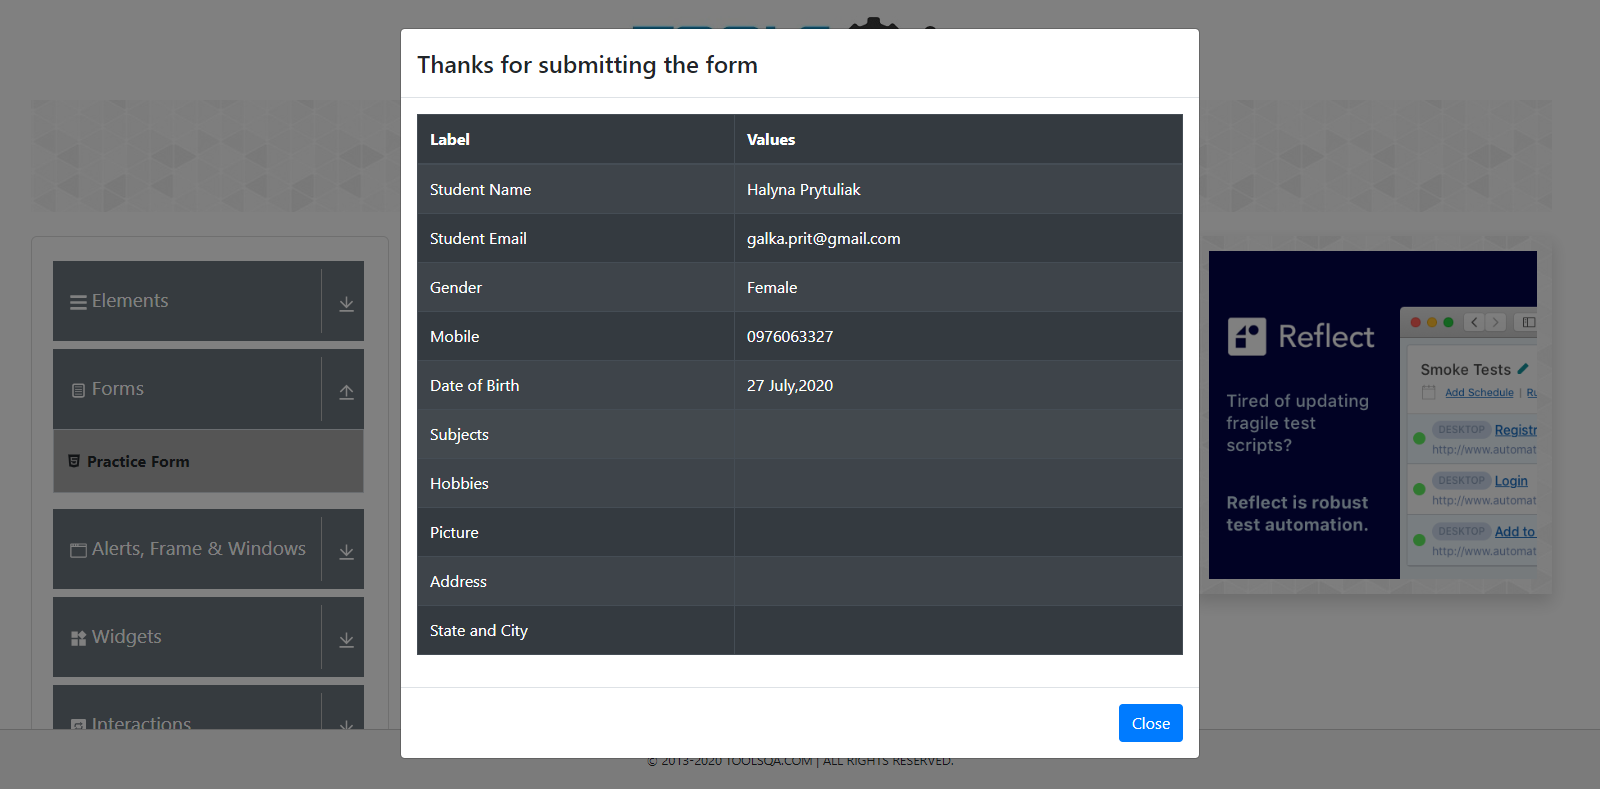 Thanks for submitting the form
Label Values
Student Name Halyna Prytuliak
Student Email galka.prit@gmail.com
Gender Female
Mobile 0976063327
Date of Birth 27 July,2020
Subjects
Hobbies
Picture
Address
State and City
Close
Elements
Forms
Practice Form
Alerts, Frame & Windows
Widgets
Interactions
Reflect
Tired of updating
fragile test
scripts?
Reflect is robust
test automation.
Smoke Tests
Add Schedule | Ru
DESKTOP Registr
http://www.automat
DESKTOP Login
http://www.automat
DESKTOP Add to
http://www.automat
© 2013-2020 TOOLSQA.COM | ALL RIGHTS RESERVED.